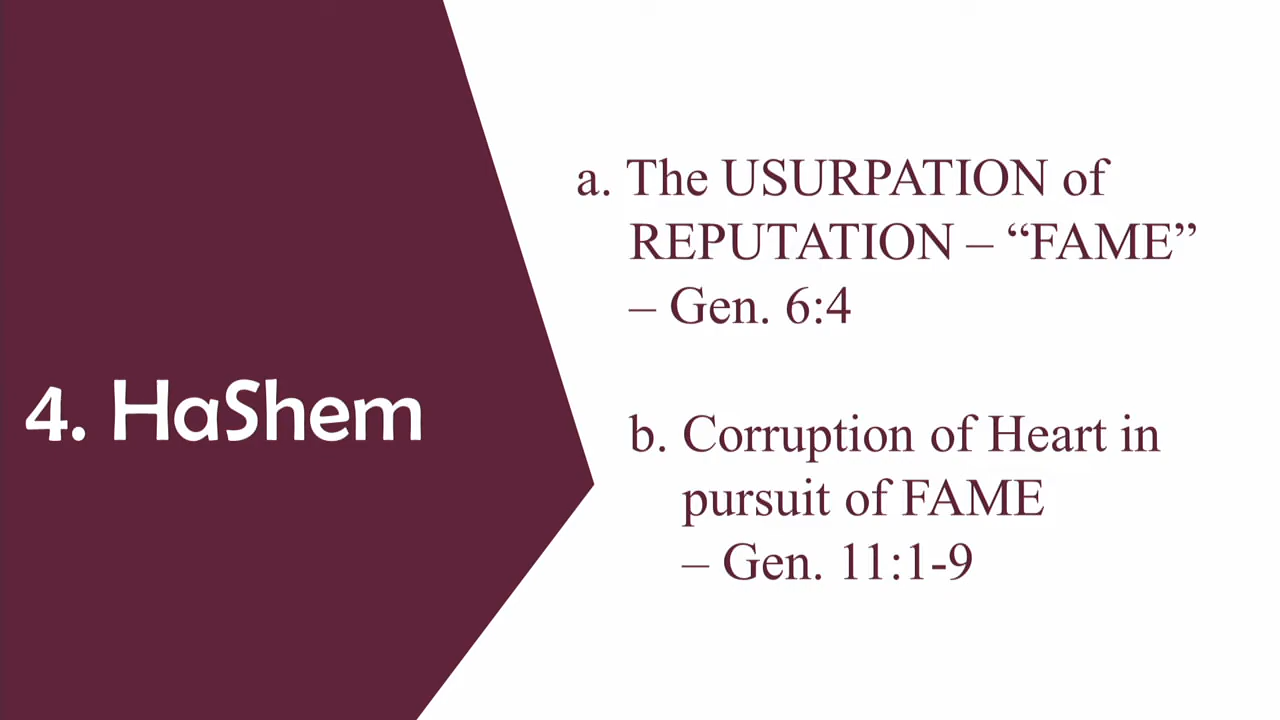 4. HaShem
a. The USURPATION of
REPUTATION – “FAME”
– Gen. 6:4
b. Corruption of Heart in
pursuit of FAME
– Gen. 11:1-9